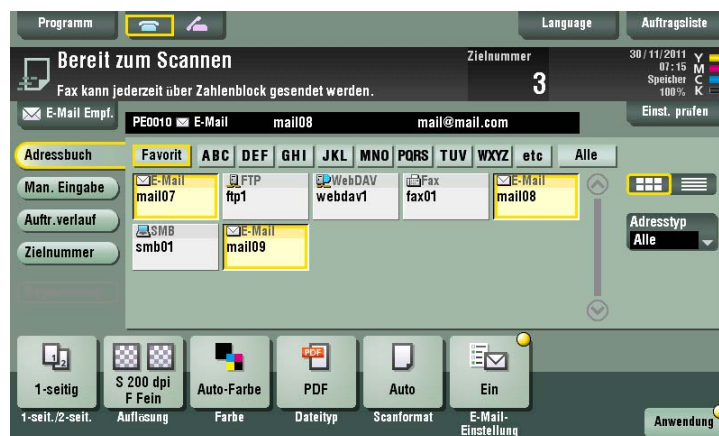 Programm
Language
Auftragsliste
Bereit zum Scannen
Zielnummer
3
30/11/2011
07:15
Speicher
100%
Y
M
C
K
Fax kann jederzeit über Zahlenblock gesendet werden.
E-Mail Empf.
PE0010 E-Mail mail08 mail@mail.com
Einst. prüfen
Adressbuch
Favorit ABC DEF GHI JKL MNO PQRS TUV WXYZ etc Alle
Man. Eingabe
E-Mail
mail07
FTP
ftp1
WebDAV
webdav1
Fax
fax01
E-Mail
mail08
Auftr.verlauf
Adresstyp
Alle
SMB
smb01
E-Mail
mail09
Zielnummer
1 2
1-seitig
1-seit./2-seit.
S 200 dpi
F Fein
Auflösung
Auto-Farbe
Farbe
PDF
PDF
Dateityp
Auto
Scanformat
Ein
E-Mail-
Einstellung
Anwendung